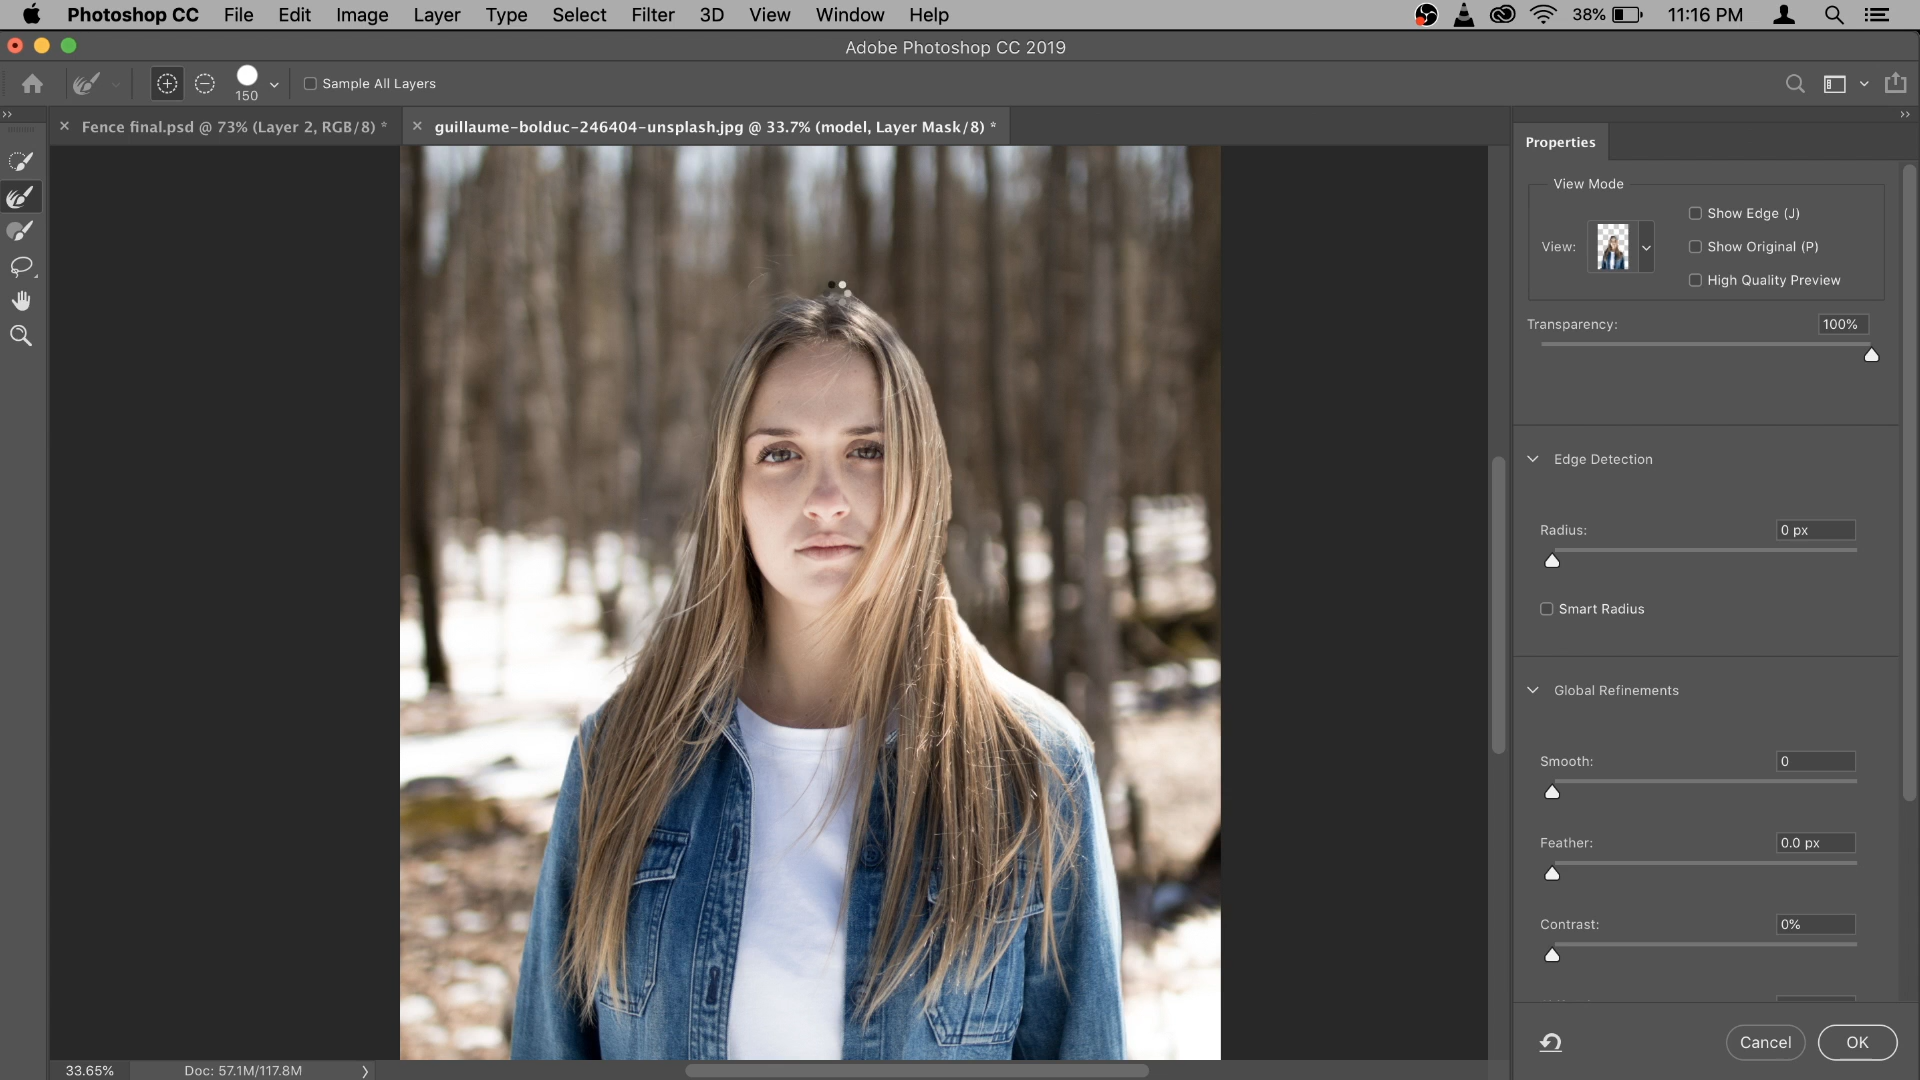 Photoshop CC File Edit Image Layer Type Select Filter 3D View Window Help 38% 11:16 PM
Adobe Photoshop CC 2019
150 Sample All Layers
Fence final.psd @ 73% (Layer 2, RGB/8) * guillaume-bolduc-246404-unsplash.jpg @ 33.7% (model, Layer Mask/8) *
Properties
View Mode
Show Edge (J)
View: Show Original (P)
High Quality Preview
Transparency: 100%
Edge Detection
Radius: 0 px
Smart Radius
Global Refinements
Smooth: 0
Feather: 0.0 px
Contrast: 0%
Cancel OK
33.65% Doc: 57.1M/117.8M